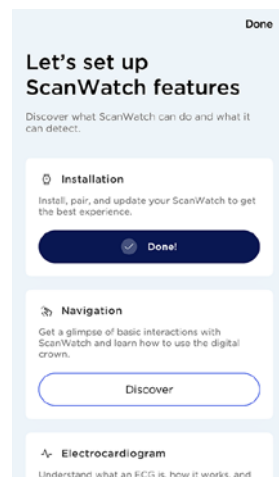 Done
Let's set up
ScanWatch features
Discover what ScanWatch can do and what it
can detect.
Installation
Install, pair, and update your ScanWatch to get
the best experience.
Done!
Navigation
Get a glimpse of basic interactions with
ScanWatch and learn how to use the digital
crown.
Discover
Electrocardiogram
Understand what an ECG is, how it works, and